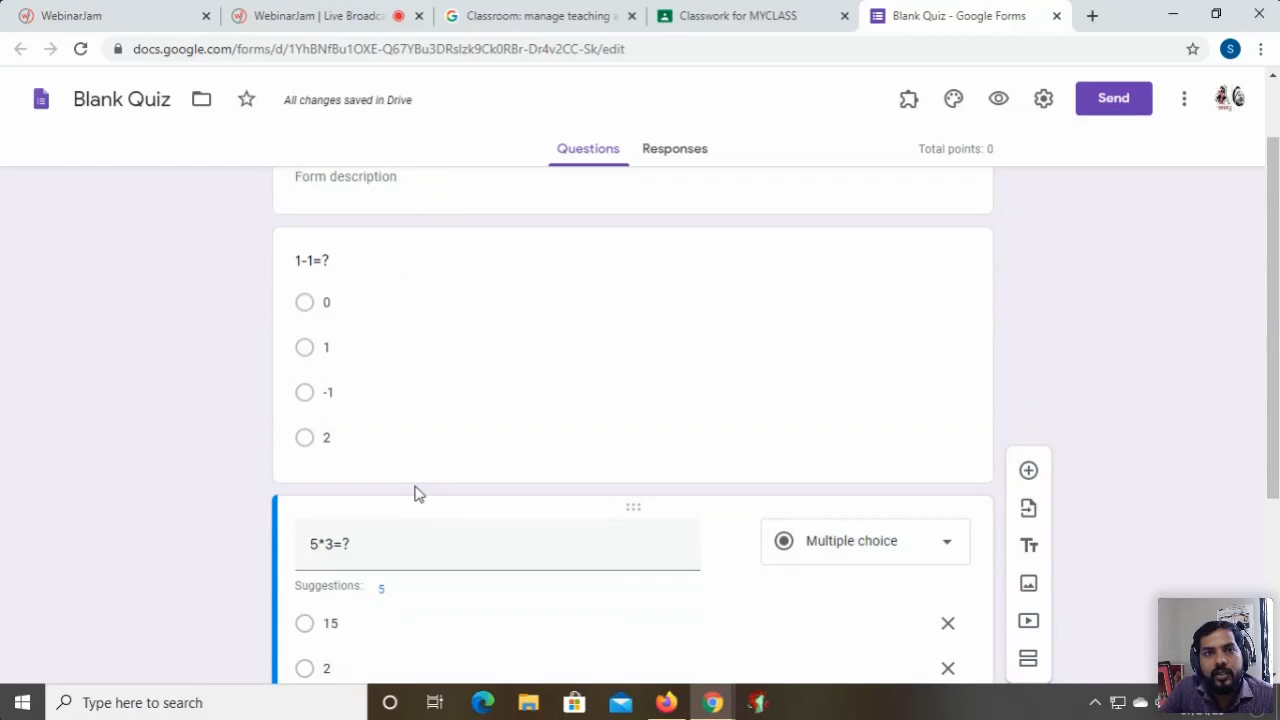 WebinarJam
WebinarJam | Live Broadca
Classroom: manage teaching a
Classwork for MYCLASS
Blank Quiz - Google Forms
docs.google.com/forms/d/1YhBNfBu1OXE-Q67YBu3DRslzk9Ck0RBr-Dr4v2CC-Sk/edit
S
Blank Quiz
All changes saved in Drive
Send
Questions
Responses
Total points: 0
Form description
1-1=?
0
1
-1
2
5*3=?
Multiple choice
Suggestions: 5
15
2
Type here to search